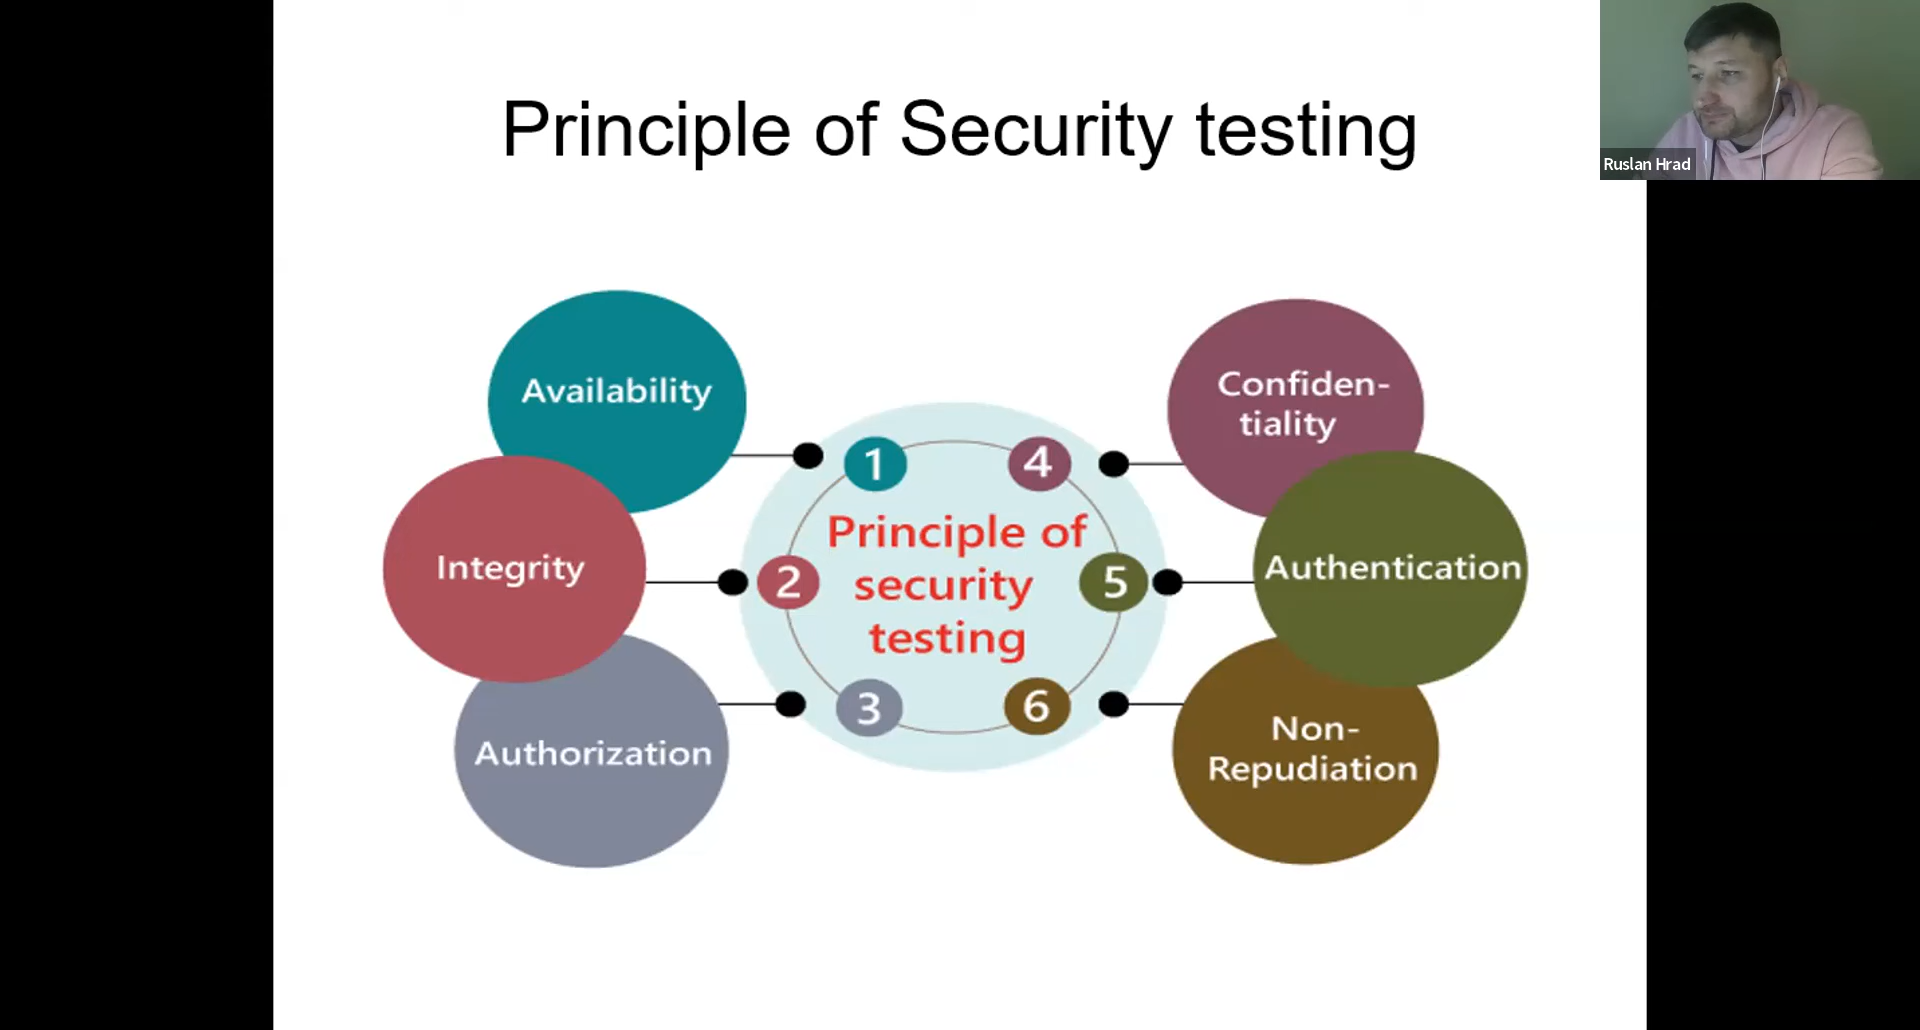 Principle of Security testing
Ruslan Hrad
Availability
Integrity
Authorization
1
2
3
Principle of
security
testing
4
5
6
Confiden-
tiality
Authentication
Non-
Repudiation